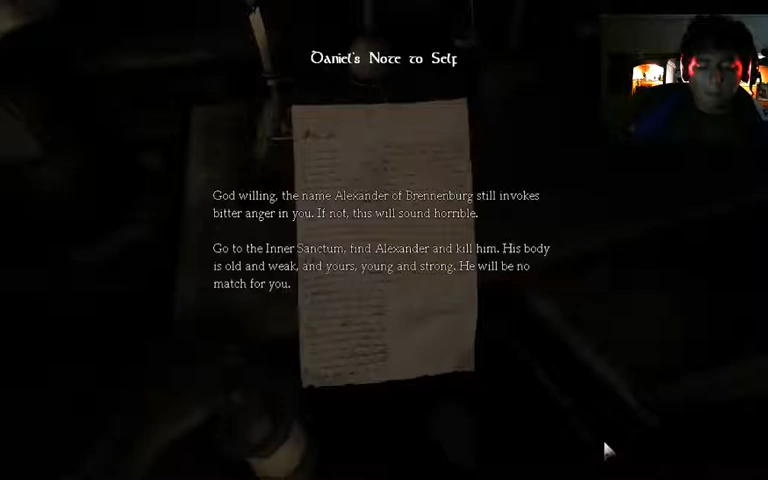 Daniel's Note to Self
God willing, the name Alexander of Brennenburg still invokes
bitter anger in you. If not, this will sound horrible.
Go to the Inner Sanctum, find Alexander and kill him. His body
is old and weak, and yours, young and strong. He will be no
match for you.